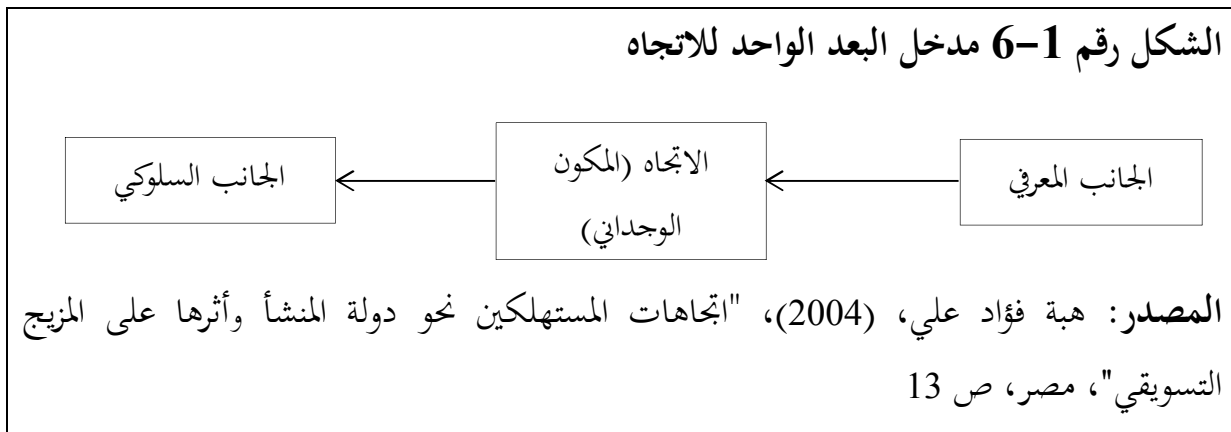 الشكل رقم 1-6 مدخل البعد الواحد للاتجاه
الجانب المعرفي
الاتجاه (المكون
الوجداني)
الجانب السلوكي
المصدر: هبة فؤاد علي، (2004)، "اتجاهات المستهلكين نحو دولة المنشأ وأثرها على المزيج
التسويقي"، مصر، ص 13